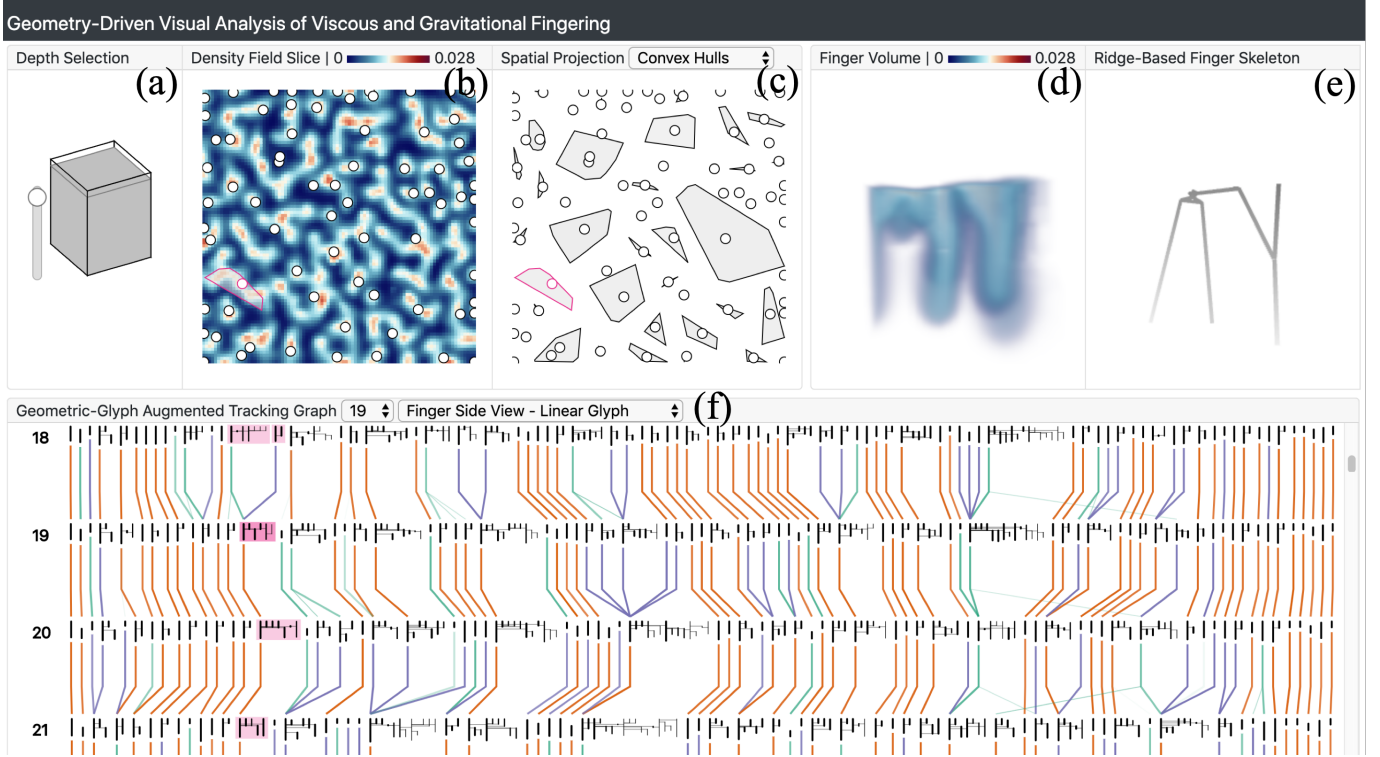 Geometry-Driven Visual Analysis of Viscous and Gravitational Fingering
Depth Selection
Density Field Slice | 0 0.028
Spatial Projection Convex Hulls
Finger Volume | 0 0.028
Ridge-Based Finger Skeleton
(a)
(b)
(c)
(d)
(e)
Geometric-Glyph Augmented Tracking Graph 19 Finger Side View - Linear Glyph (f)
18
19
20
21